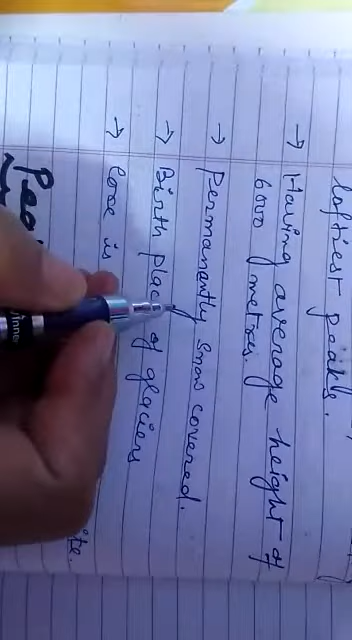 loftiest peaks.
→ Having average height of
6000 metres.
→ Permanently snow covered.
→ Birth place of glaciers
→ Core is